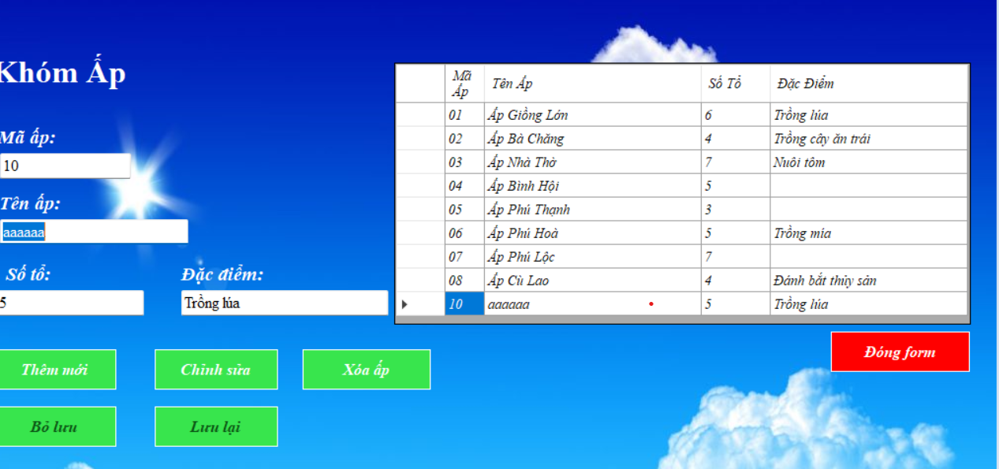 Khóm Ấp
Mã ấp:
10
Tên ấp:
aaaaaa
Số tổ: Đặc điểm:
5 Trồng lúa
Thêm mới Chỉnh sửa Xóa ấp
Bỏ lưu Lưu lại
Mã Ấp Tên Ấp Số Tổ Đặc Điểm
01 Ấp Giồng Lớn 6 Trồng lúa
02 Ấp Bà Chăng 4 Trồng cây ăn trái
03 Ấp Nhà Thờ 7 Nuôi tôm
04 Ấp Bình Hội 5
05 Ấp Phú Thạnh 3
06 Ấp Phú Hoà 5 Trồng mía
07 Ấp Phú Lộc 7
08 Ấp Cù Lao 4 Đánh bắt thủy sản
10 aaaaaa 5 Trồng lúa
Đóng form